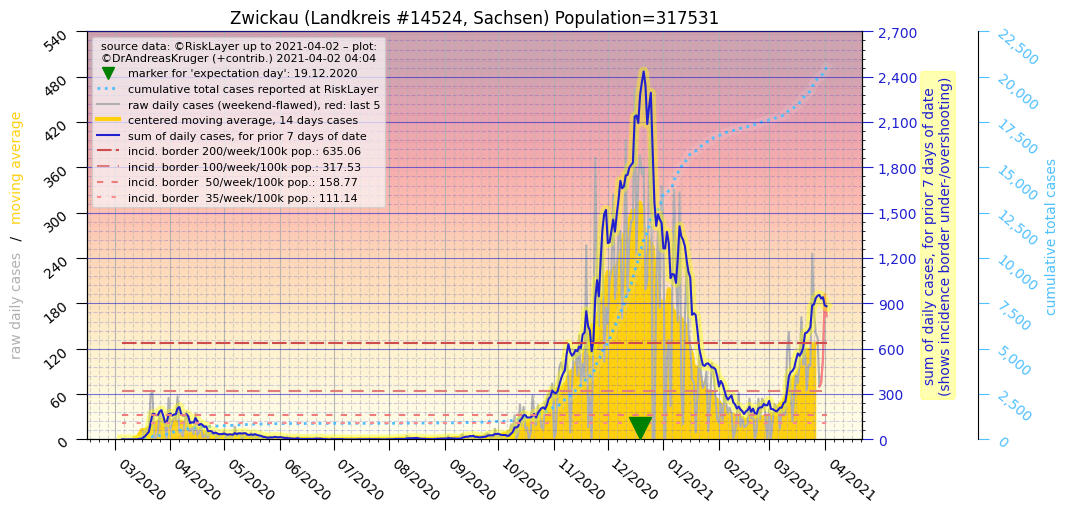 Zwickau (Landkreis #14524, Sachsen) Population=317531
source data: ©RiskLayer up to 2021-04-02 – plot:
©DrAndreasKruger (+contrib.) 2021-04-02 04:04
marker for 'expectation day': 19.12.2020
cumulative total cases reported at RiskLayer
raw daily cases (weekend-flawed), red: last 5
centered moving average, 14 days cases
sum of daily cases, for prior 7 days of date
incid. border 200/week/100k pop.: 635.06
incid. border 100/week/100k pop.: 317.53
incid. border  50/week/100k pop.: 158.77
incid. border  35/week/100k pop.: 111.14
raw daily cases  /  moving average
540
480
420
360
300
240
180
120
60
0
03/2020
04/2020
05/2020
06/2020
07/2020
08/2020
09/2020
10/2020
11/2020
12/2020
01/2021
02/2021
03/2021
04/2021
2,700
2,400
2,100
1,800
1,500
1,200
900
600
300
0
sum of daily cases, for prior 7 days of date
(shows incidence border under-/overshooting)
22,500
20,000
17,500
15,000
12,500
10,000
7,500
5,000
2,500
0
cumulative total cases